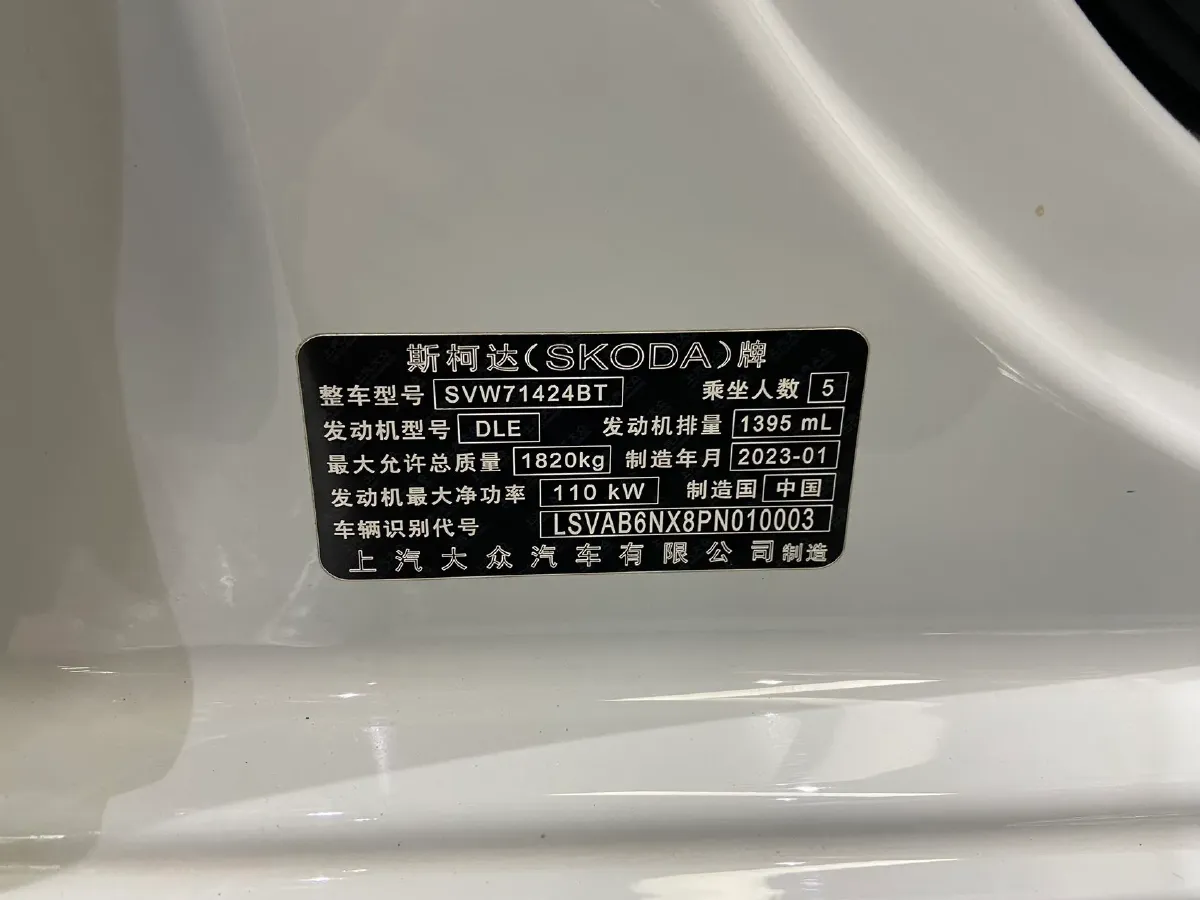 斯柯达(SKODA)牌
整车型号 SVW71424BT 乘坐人数 5
发动机型号 DLE 发动机排量 1395 mL
最大允许总质量 1820kg 制造年月 2023-01
发动机最大净功率 110 kW 制造国 中国
车辆识别代号 LSVAB6NX8PN010003
上汽大众汽车有限公司制造